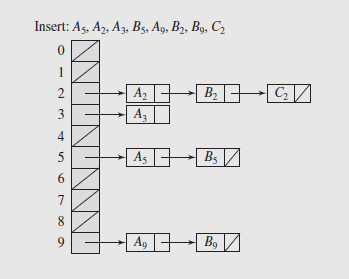 Insert: A₅, A₂, A₃, B₅, A₉, B₂, B₉, C₂
0
1
2 A₂ B₂ C₂
3 A₃
4
5 A₅ B₅
6
7
8
9 A₉ B₉